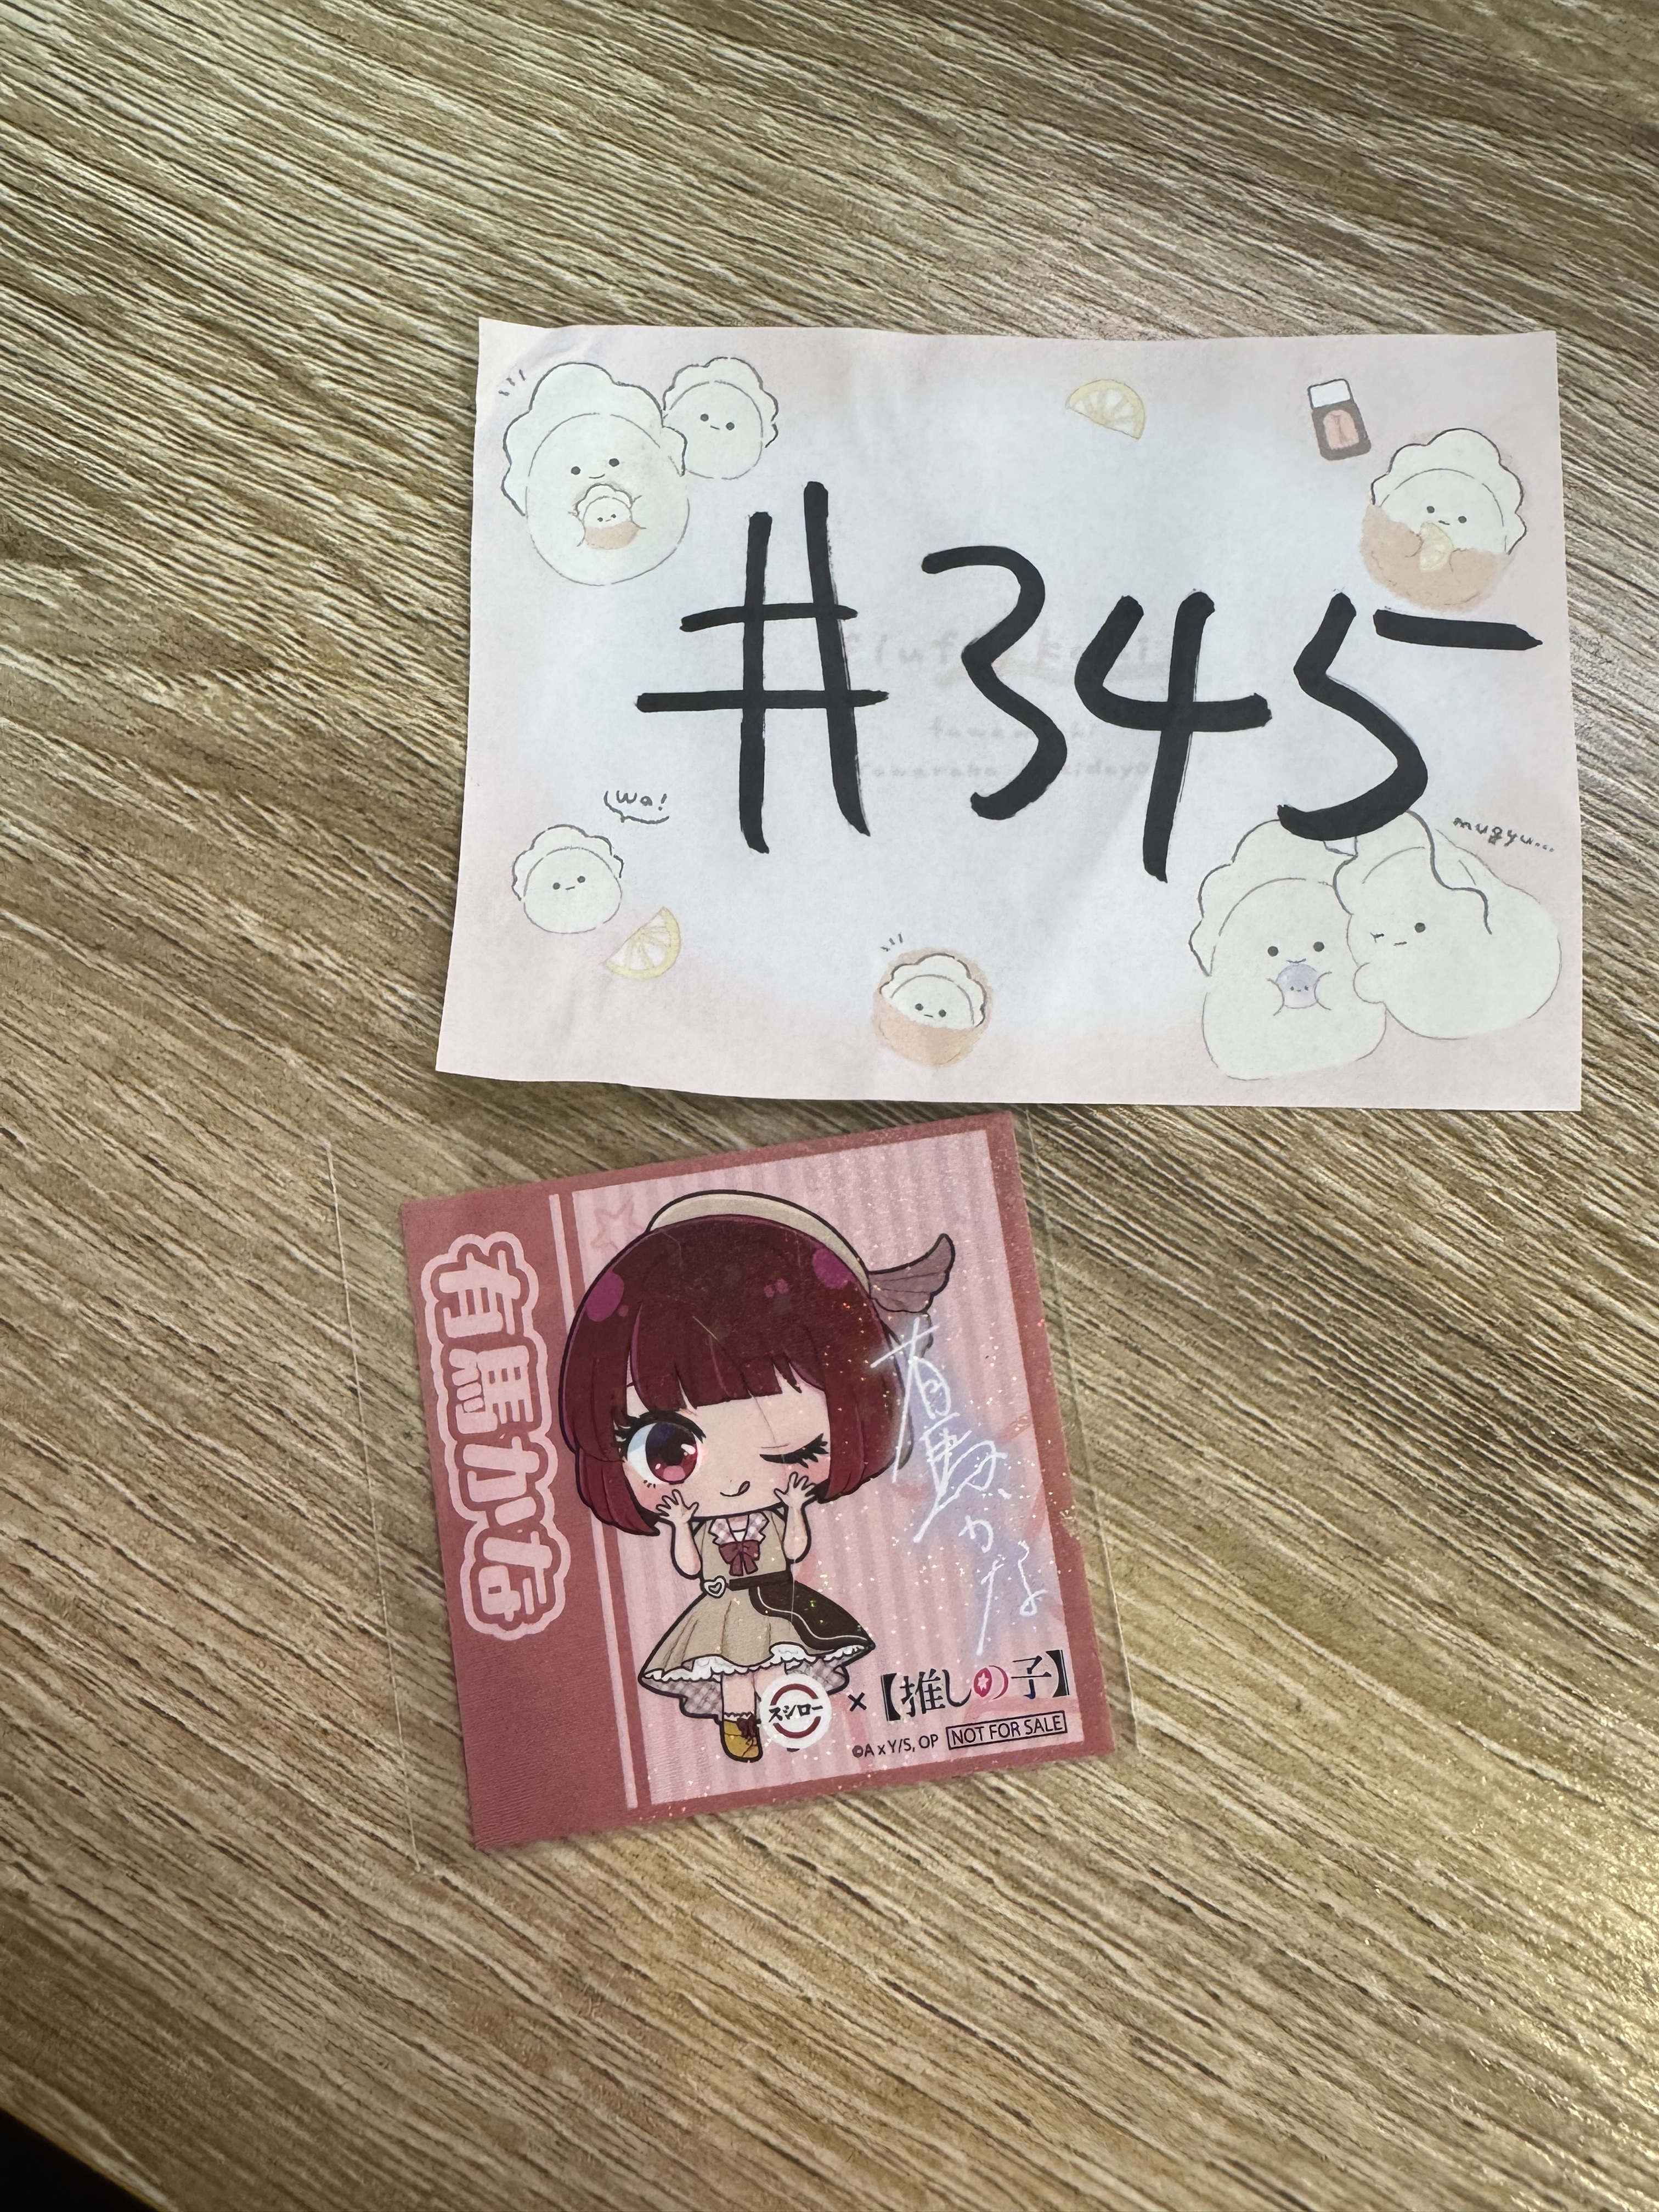 #345
(Wa!
mugyu...
有馬かな
有馬かな
スシロー × 【推しの子】
©A x Y/S, OP NOT FOR SALE